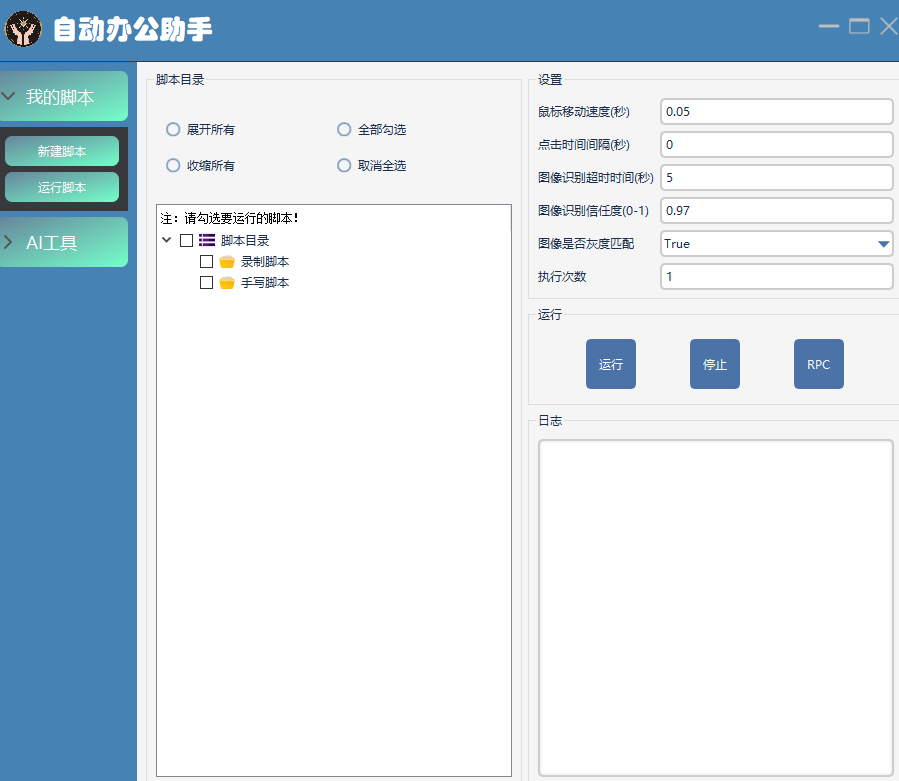 自动办公助手
我的脚本
新建脚本
运行脚本
AI工具
脚本目录
展开所有
全部勾选
收缩所有
取消全选
注：请勾选要运行的脚本！
脚本目录
录制脚本
手写脚本
设置
鼠标移动速度(秒) 0.05
点击时间间隔(秒) 0
图像识别超时时间(秒) 5
图像识别信任度(0-1) 0.97
图像是否灰度匹配 True
执行次数 1
运行
运行 停止 RPC
日志